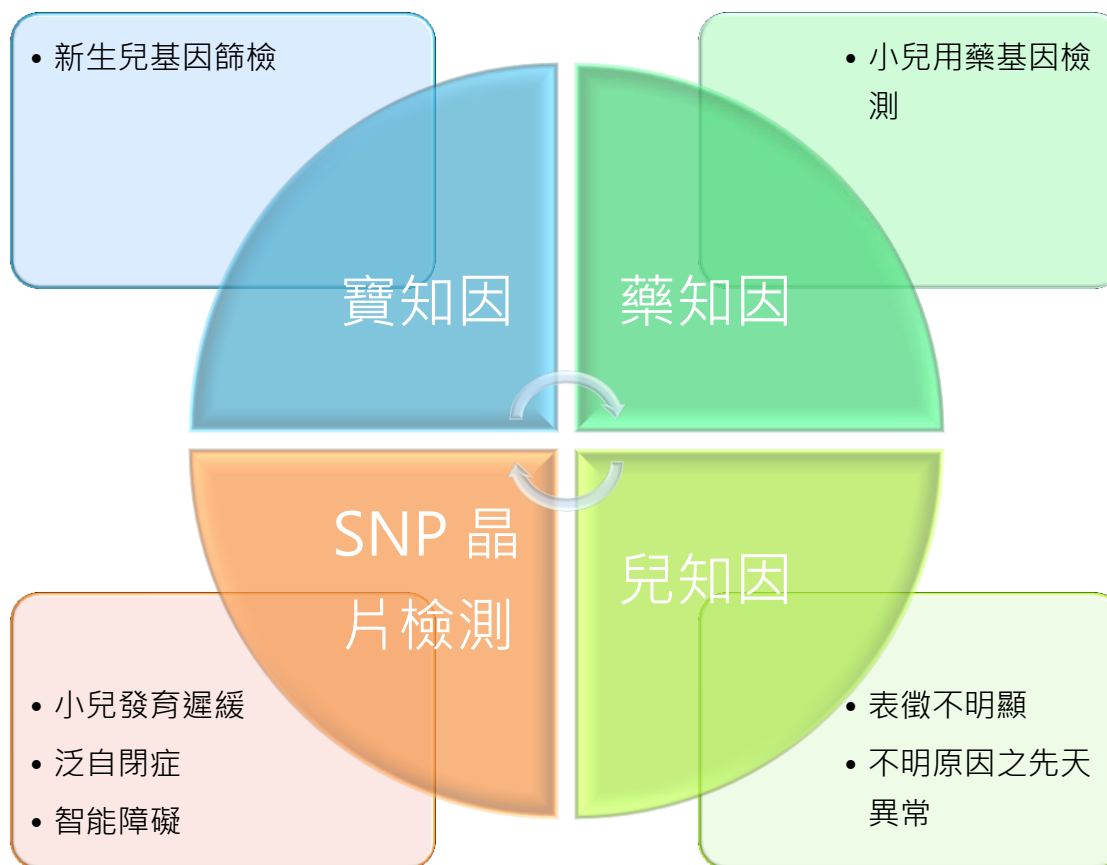 • 新生兒基因篩檢
• 小兒用藥基因檢
測
寶知因
藥知因
SNP 晶
片檢測
兒知因
• 小兒發育遲緩
• 泛自閉症
• 智能障礙
• 表徵不明顯
• 不明原因之先天
異常